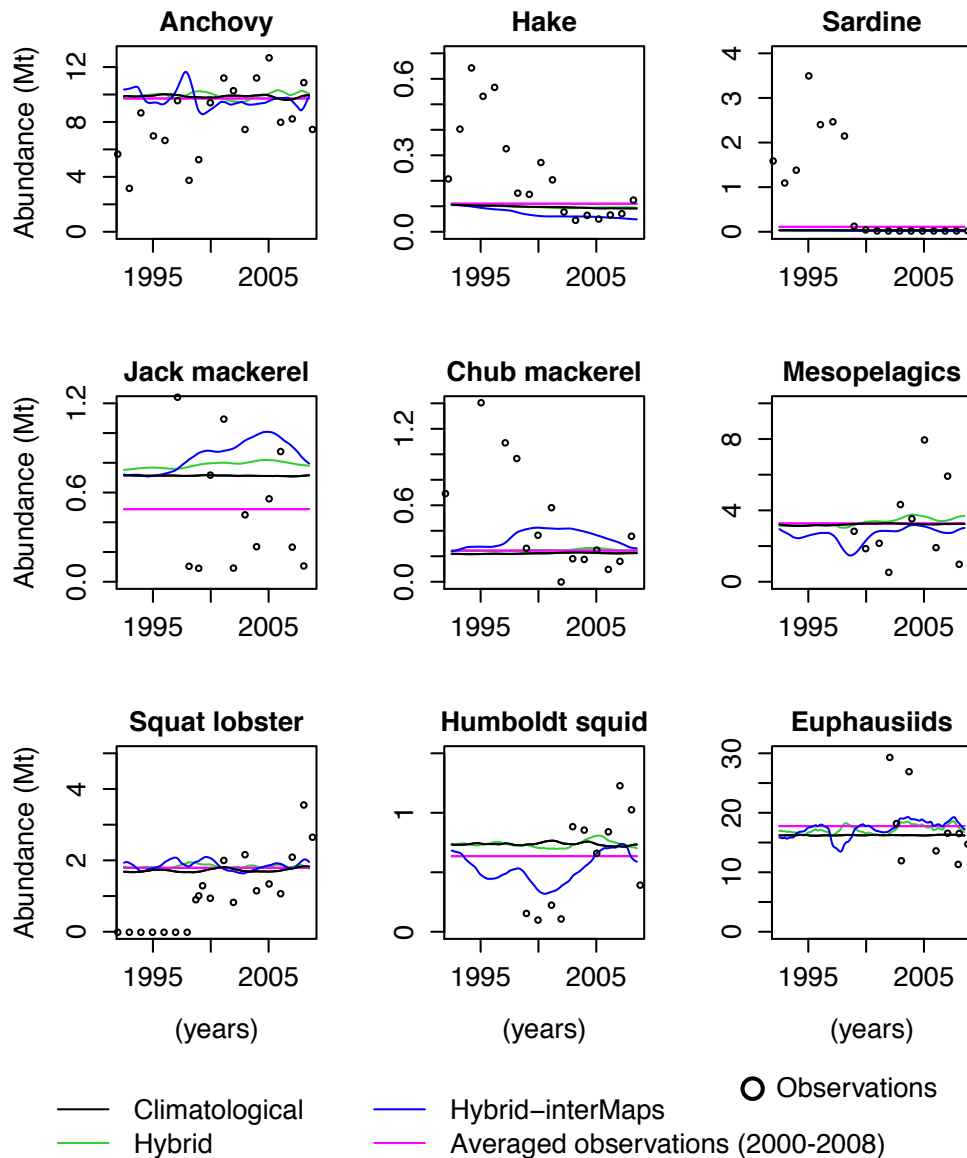 Anchovy
Hake
Sardine
Abundance (Mt)
0 4 8 12
0.0 0.3 0.6
0 1 2 3 4
1995 2005
1995 2005
1995 2005
Jack mackerel
Chub mackerel
Mesopelagics
Abundance (Mt)
0.0 0.6 1.2
0.0 0.6 1.2
0 4 8
1995 2005
1995 2005
1995 2005
Squat lobster
Humboldt squid
Euphausiids
Abundance (Mt)
0 2 4
0 1
0 10 20 30
1995 2005
1995 2005
1995 2005
(years)
(years)
(years)
Climatological
Hybrid
Hybrid−interMaps
Averaged observations (2000-2008)
Observations